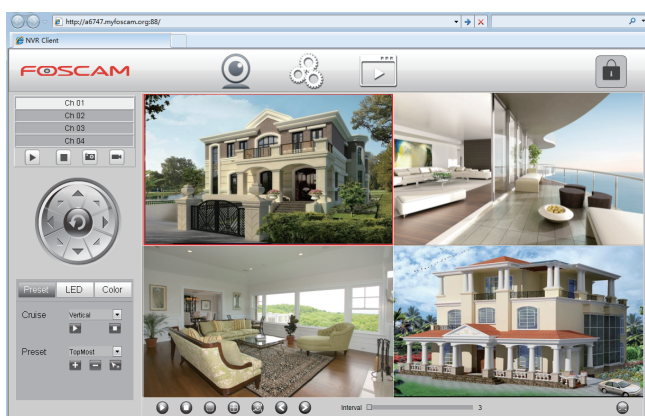 http://a6747.myfoscam.org:88/
NVR Client
FOSCAM
Ch 01
Ch 02
Ch 03
Ch 04
Preset LED Color
Cruise Vertical
Preset TopMost
Interval 3